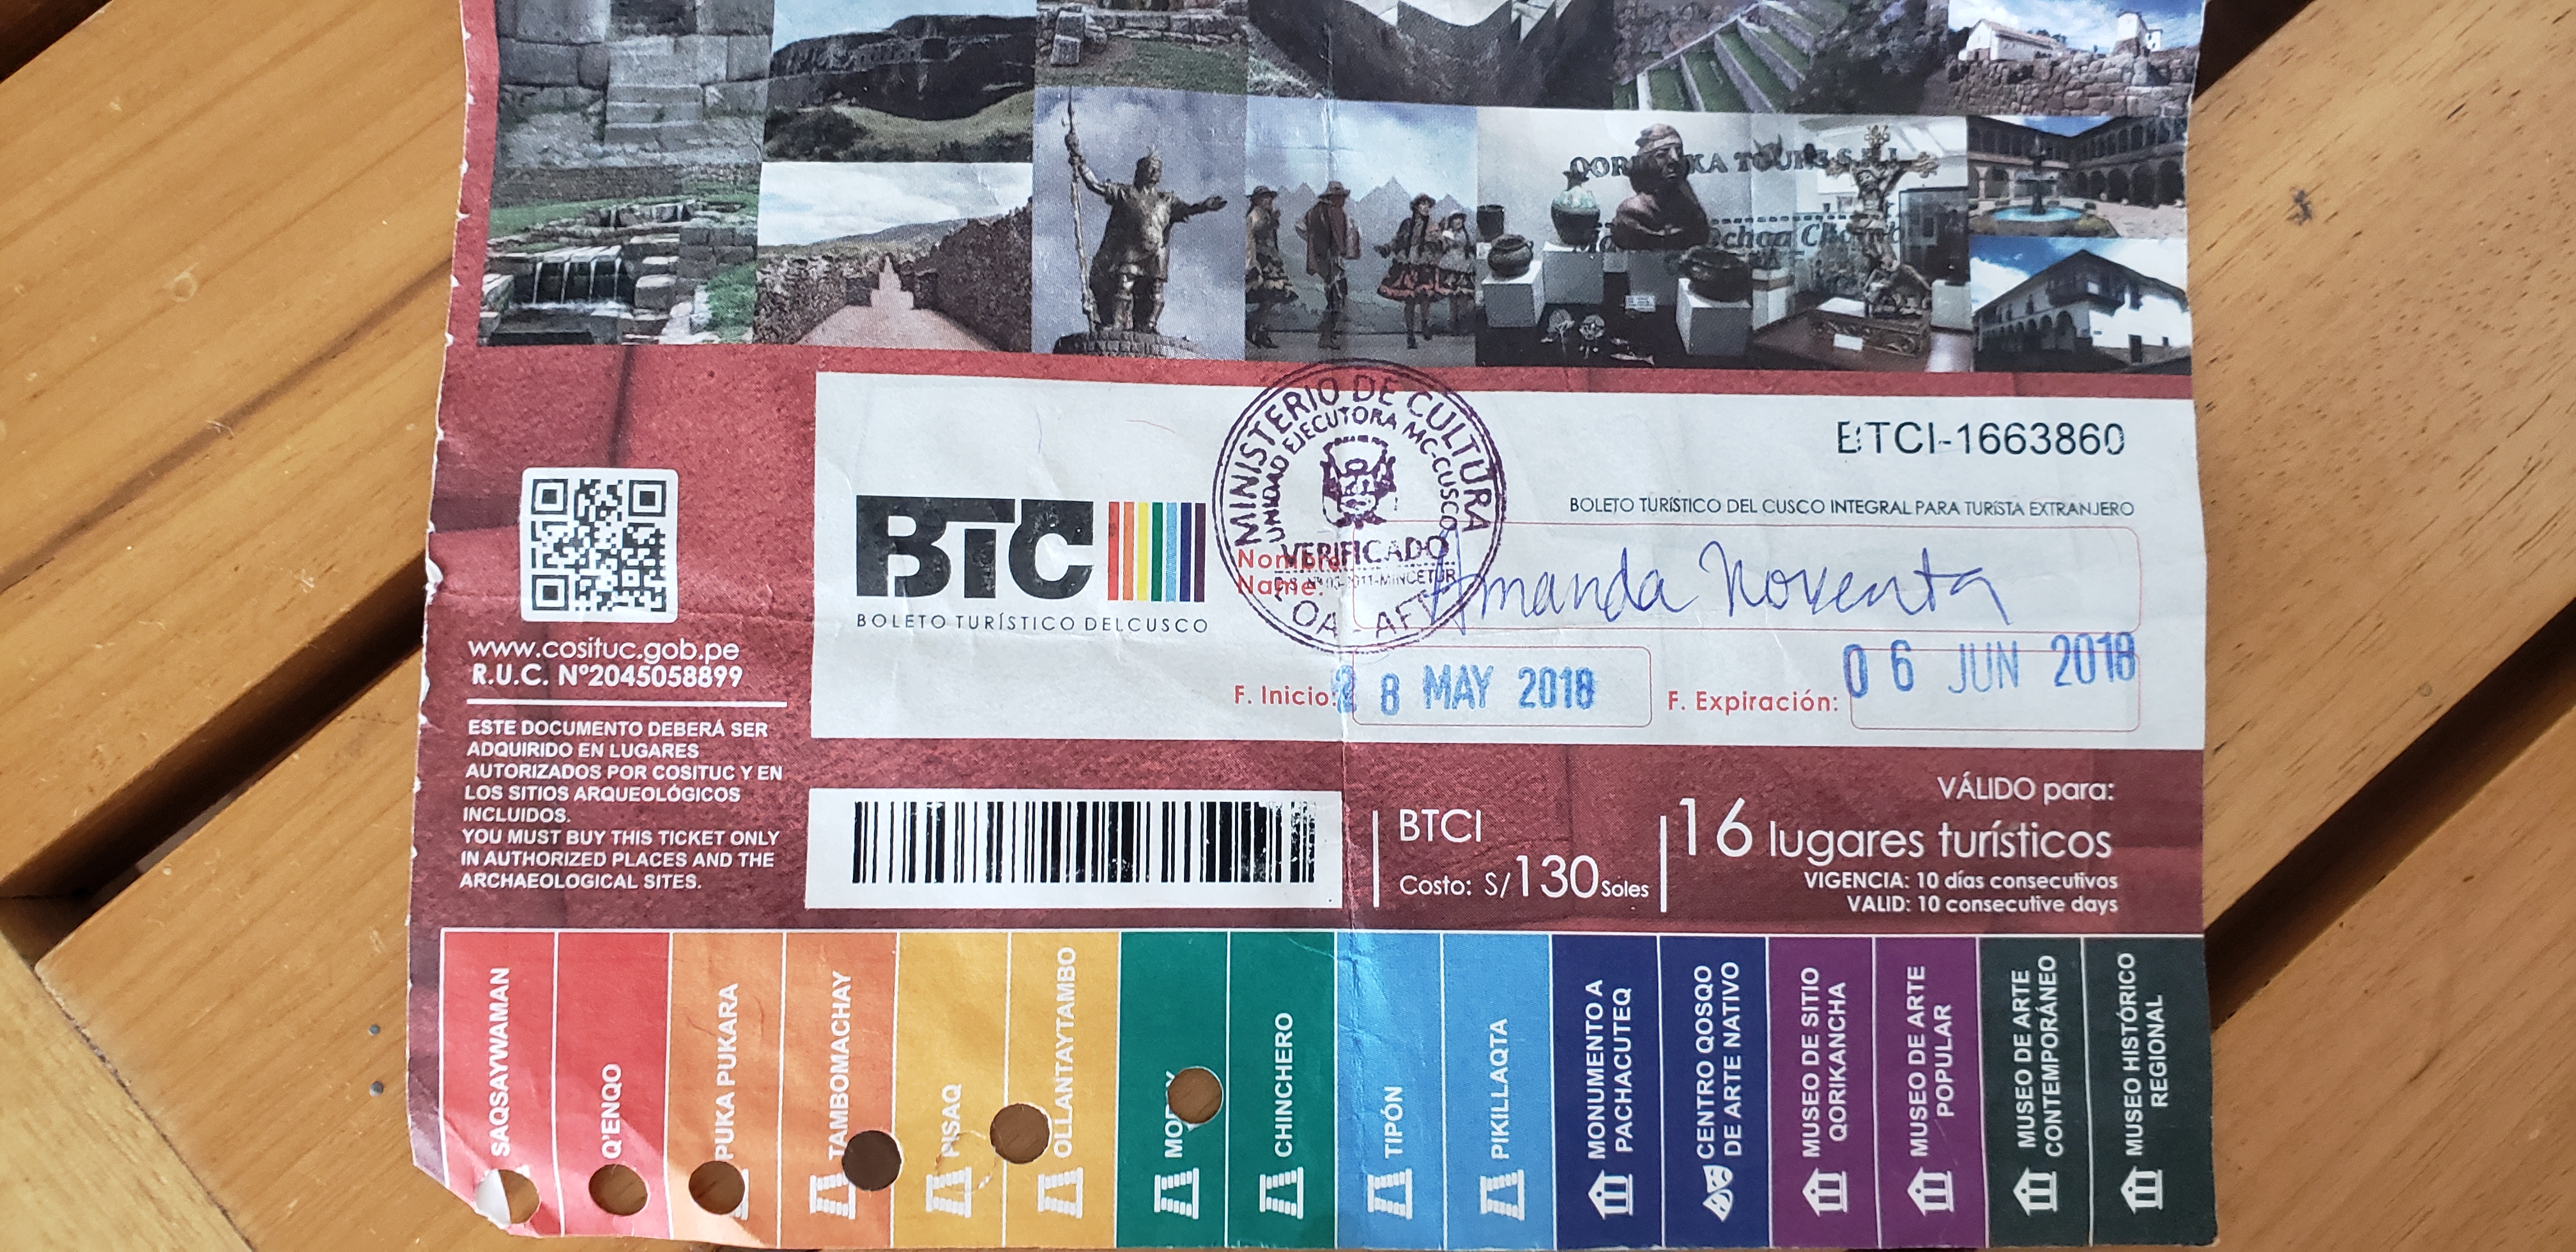 TOURS S.R.L.
BTCI-1663860
BOLETO TURÍSTICO DEL CUSCO INTEGRAL PARA TURISTA EXTRANJERO
MINISTERIO DE CULTURA
UNIDAD EJECUTORA MC-CUSCO
VERIFICADO
BTC
BOLETO TURÍSTICO DEL CUSCO
Nombre:
Name:
Amanda Noventa
F. Inicio: 28 MAY 2018
F. Expiración: 06 JUN 2018
www.cosituc.gob.pe
R.U.C. Nº2045058899
ESTE DOCUMENTO DEBERÁ SER
ADQUIRIDO EN LUGARES
AUTORIZADOS POR COSITUC Y EN
LOS SITIOS ARQUEOLÓGICOS
INCLUIDOS.
YOU MUST BUY THIS TICKET ONLY
IN AUTHORIZED PLACES AND THE
ARCHAEOLOGICAL SITES.
BTCI
Costo: S/130 Soles
VÁLIDO para:
16 lugares turísticos
VIGENCIA: 10 días consecutivos
VALID: 10 consecutive days
SAQSAYWAMAN
Q'ENQO
PUKA PUKARA
TAMBOMACHAY
PISAQ
OLLANTAYTAMBO
CHINCHERO
TIPÓN
PIKILLAQTA
MONUMENTO A
PACHACUTEQ
CENTRO QOSQO
DE ARTE NATIVO
MUSEO DE SITIO
QORIKANCHA
MUSEO DE ARTE
POPULAR
MUSEO DE ARTE
CONTEMPORÁNEO
MUSEO HISTÓRICO
REGIONAL